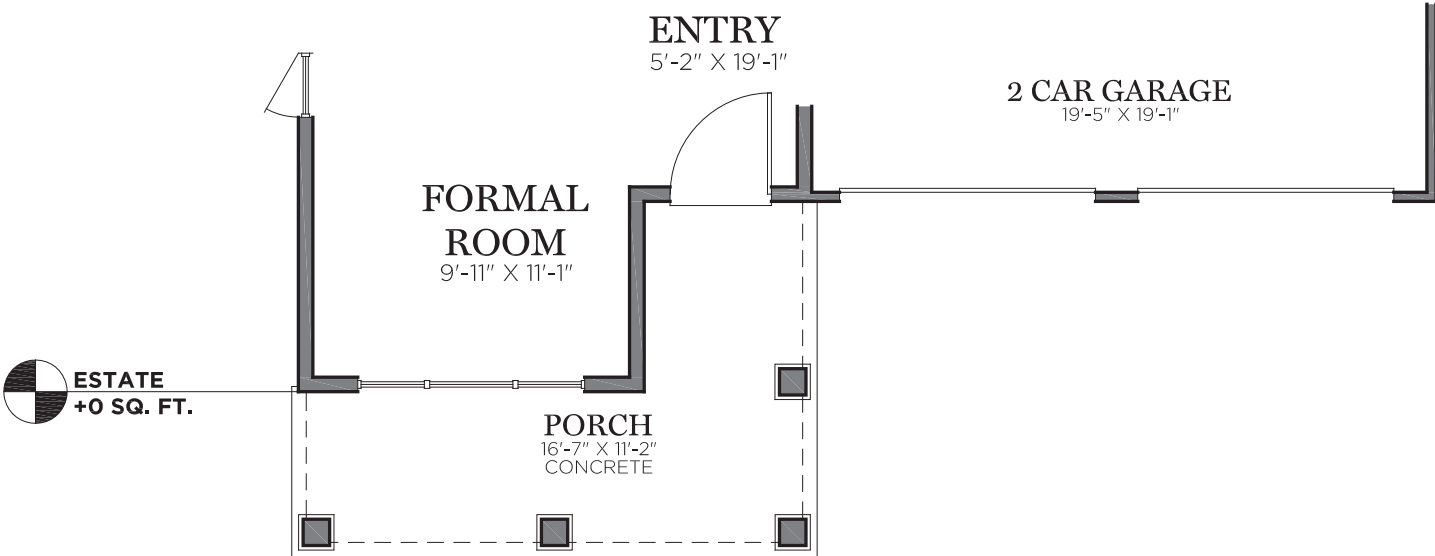 ENTRY
5'-2" X 19'-1"
2 CAR GARAGE
19'-5" X 19'-1"
FORMAL
ROOM
9'-11" X 11'-1"
ESTATE
+0 SQ. FT.
PORCH
16'-7" X 11'-2"
CONCRETE